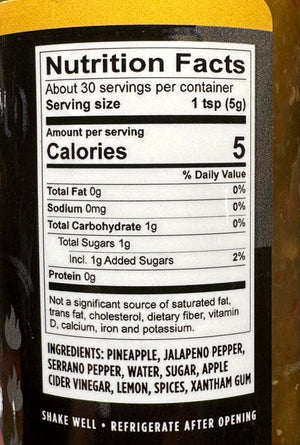 Nutrition Facts
About 30 servings per container
Serving size 1 tsp (5g)
Amount per serving
Calories 5
% Daily Value
Total Fat 0g 0%
Sodium 0mg 0%
Total Carbohydrate 1g 0%
Total Sugars 1g
Incl. 1g Added Sugars 2%
Protein 0g
Not a significant source of saturated fat,
trans fat, cholesterol, dietary fiber, vitamin
D, calcium, iron and potassium.
INGREDIENTS: PINEAPPLE, JALAPENO PEPPER,
SERRANO PEPPER, WATER, SUGAR, APPLE
CIDER VINEGAR, LEMON, SPICES, XANTHAM GUM
SHAKE WELL • REFRIGERATE AFTER OPENING